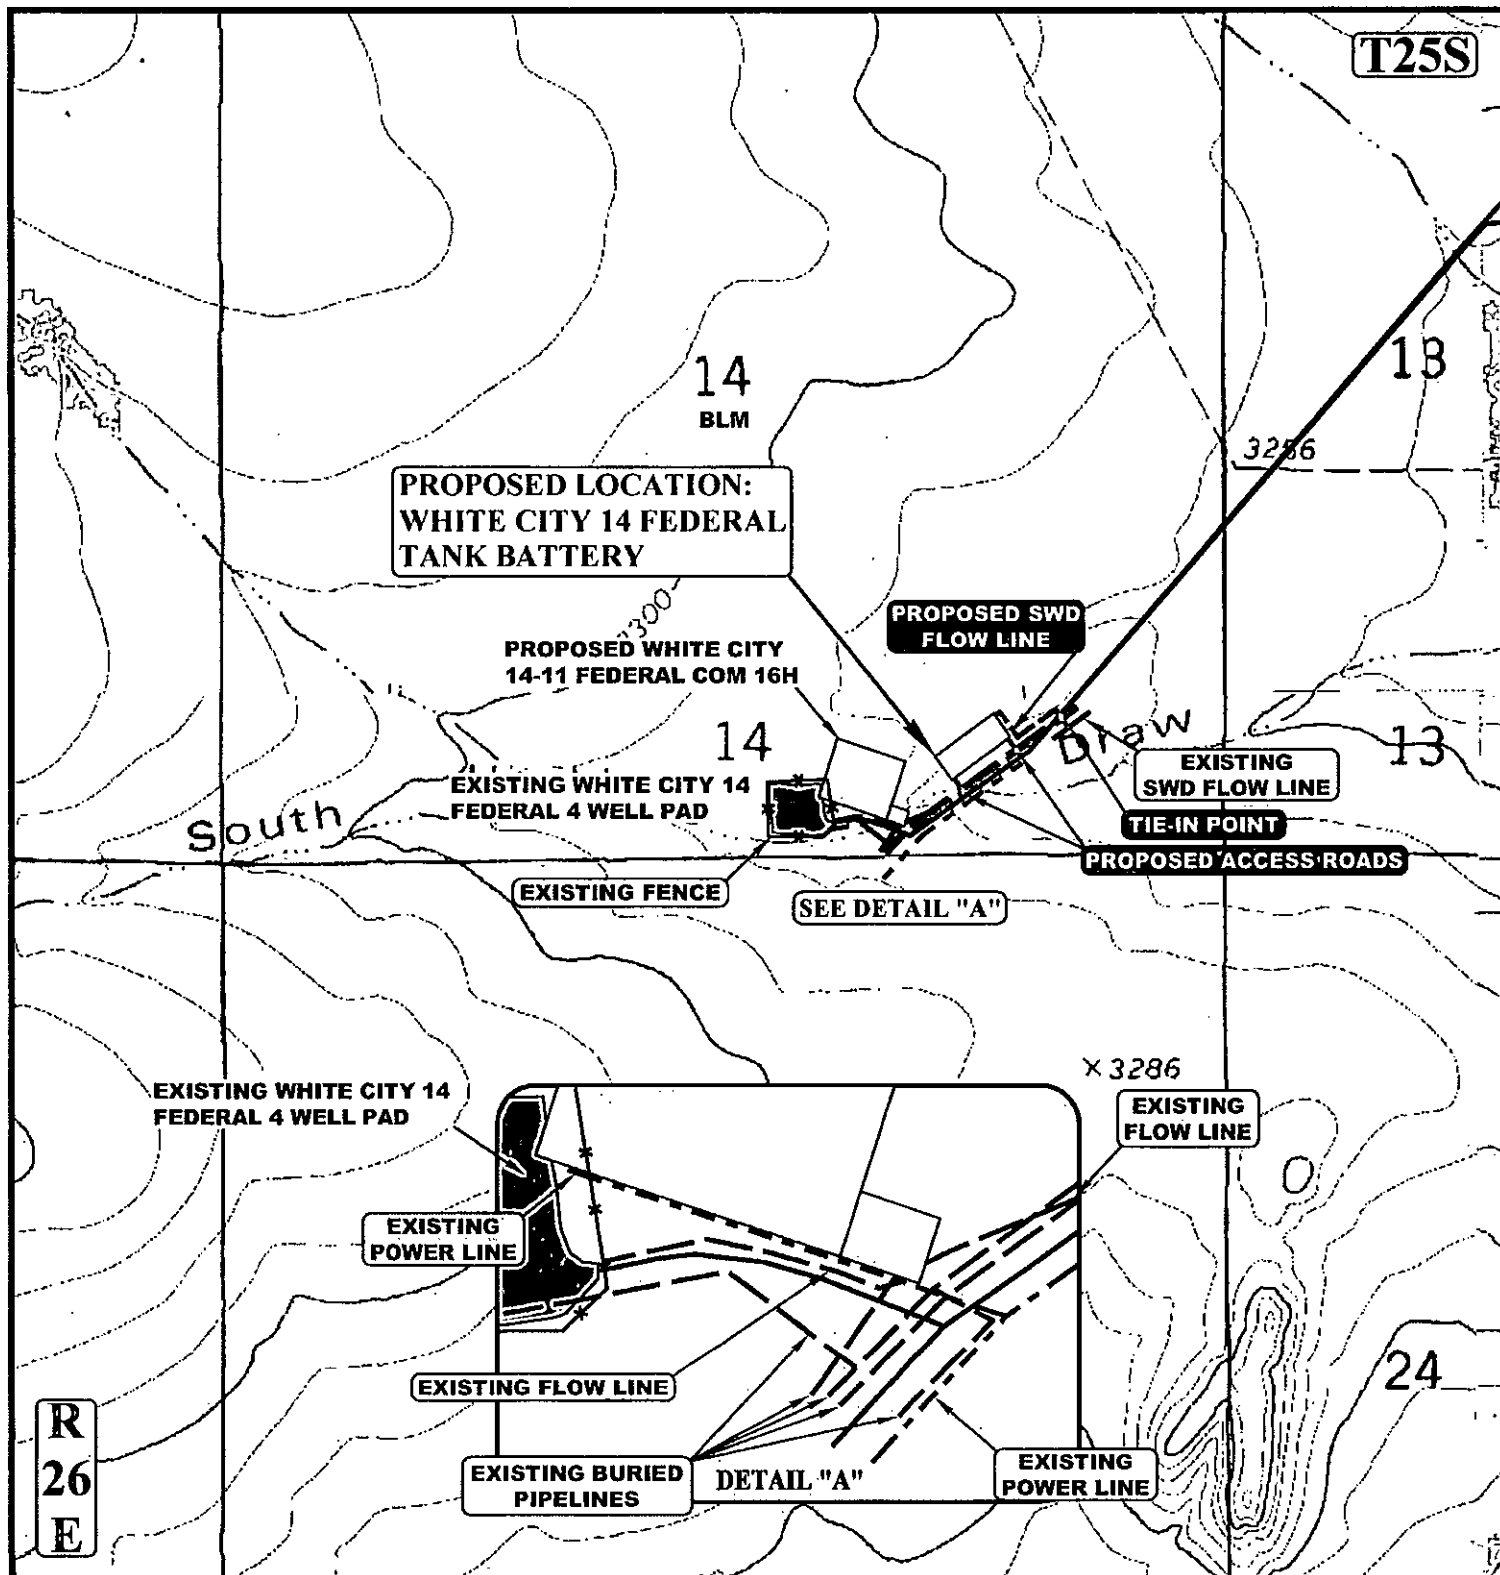 T25S
13
14
BLM
3286
PROPOSED LOCATION:
WHITE CITY 14 FEDERAL
TANK BATTERY
3300
PROPOSED SWD
FLOW LINE
PROPOSED WHITE CITY
14-11 FEDERAL COM 16H
14
Draw
13
EXISTING
SWD FLOW LINE
EXISTING WHITE CITY 14
FEDERAL 4 WELL PAD
South
TIE-IN POINT
PROPOSED ACCESS ROADS
EXISTING FENCE
SEE DETAIL "A"
×3286
EXISTING WHITE CITY 14
FEDERAL 4 WELL PAD
EXISTING
FLOW LINE
EXISTING
POWER LINE
EXISTING FLOW LINE
24
R
26
E
EXISTING BURIED
PIPELINES
DETAIL "A"
EXISTING
POWER LINE